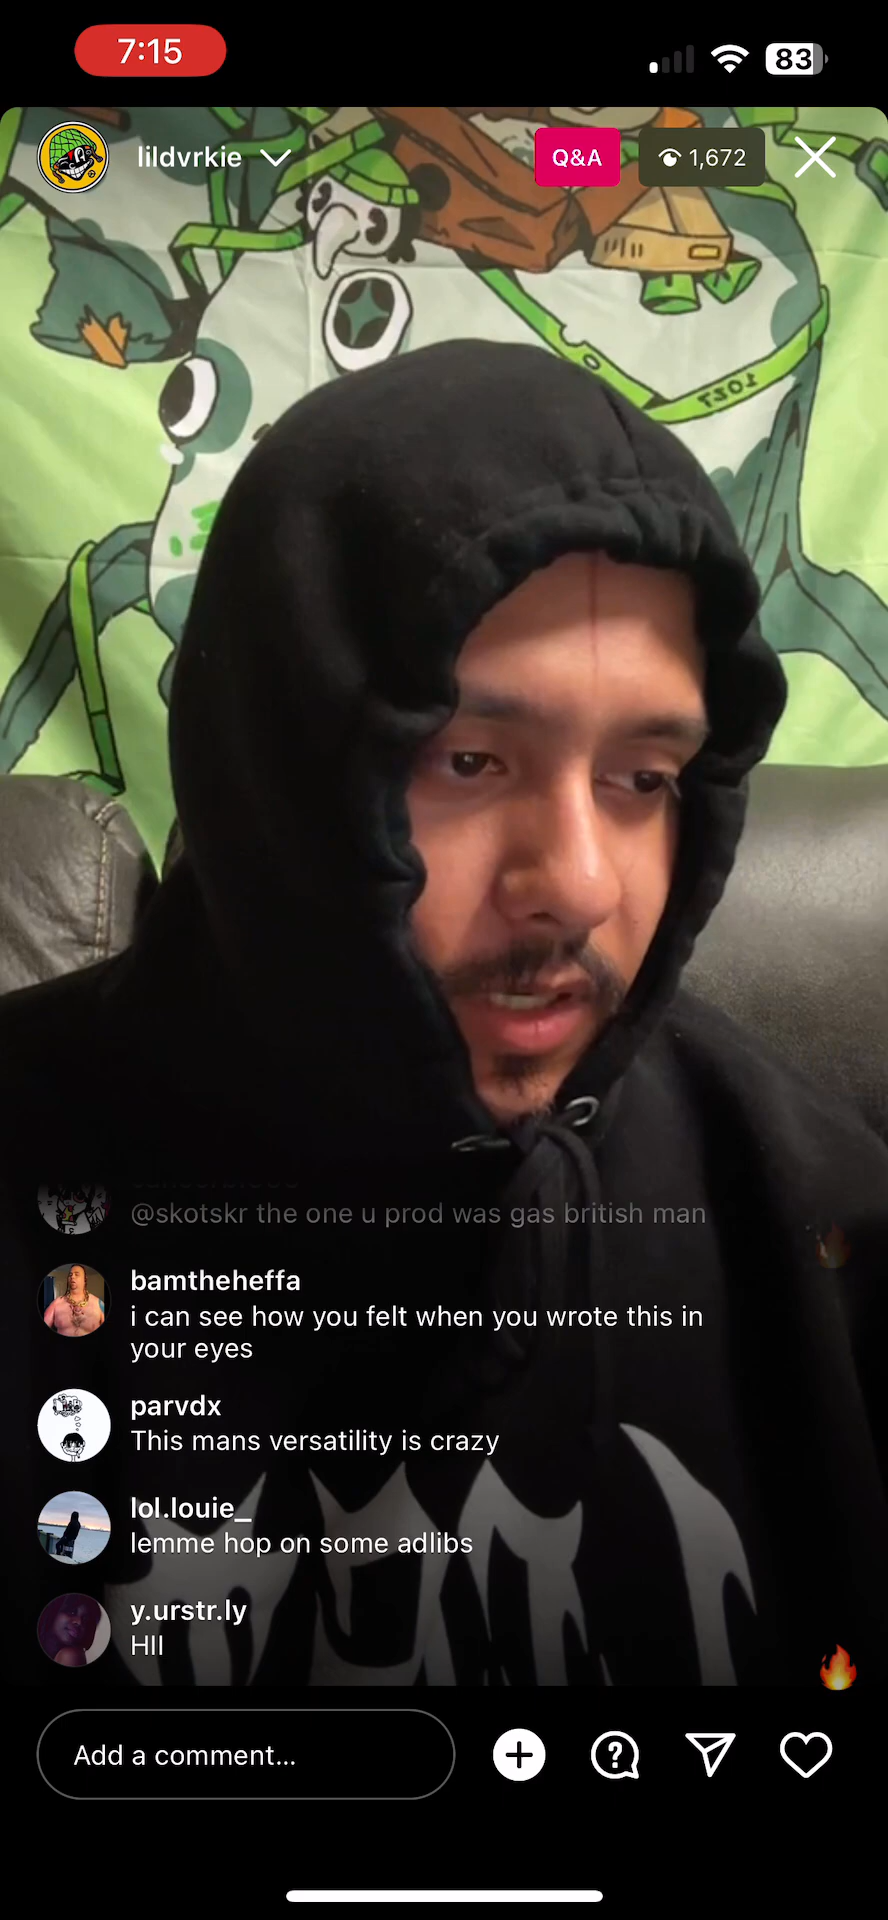 7:15
83
lildvrkie
Q&A
1,672
1027
@skotskr the one u prod was gas british man
bamtheheffa
i can see how you felt when you wrote this in
your eyes
parvdx
This mans versatility is crazy
lol.louie_
lemme hop on some adlibs
y.urstr.ly
HII
Add a comment...